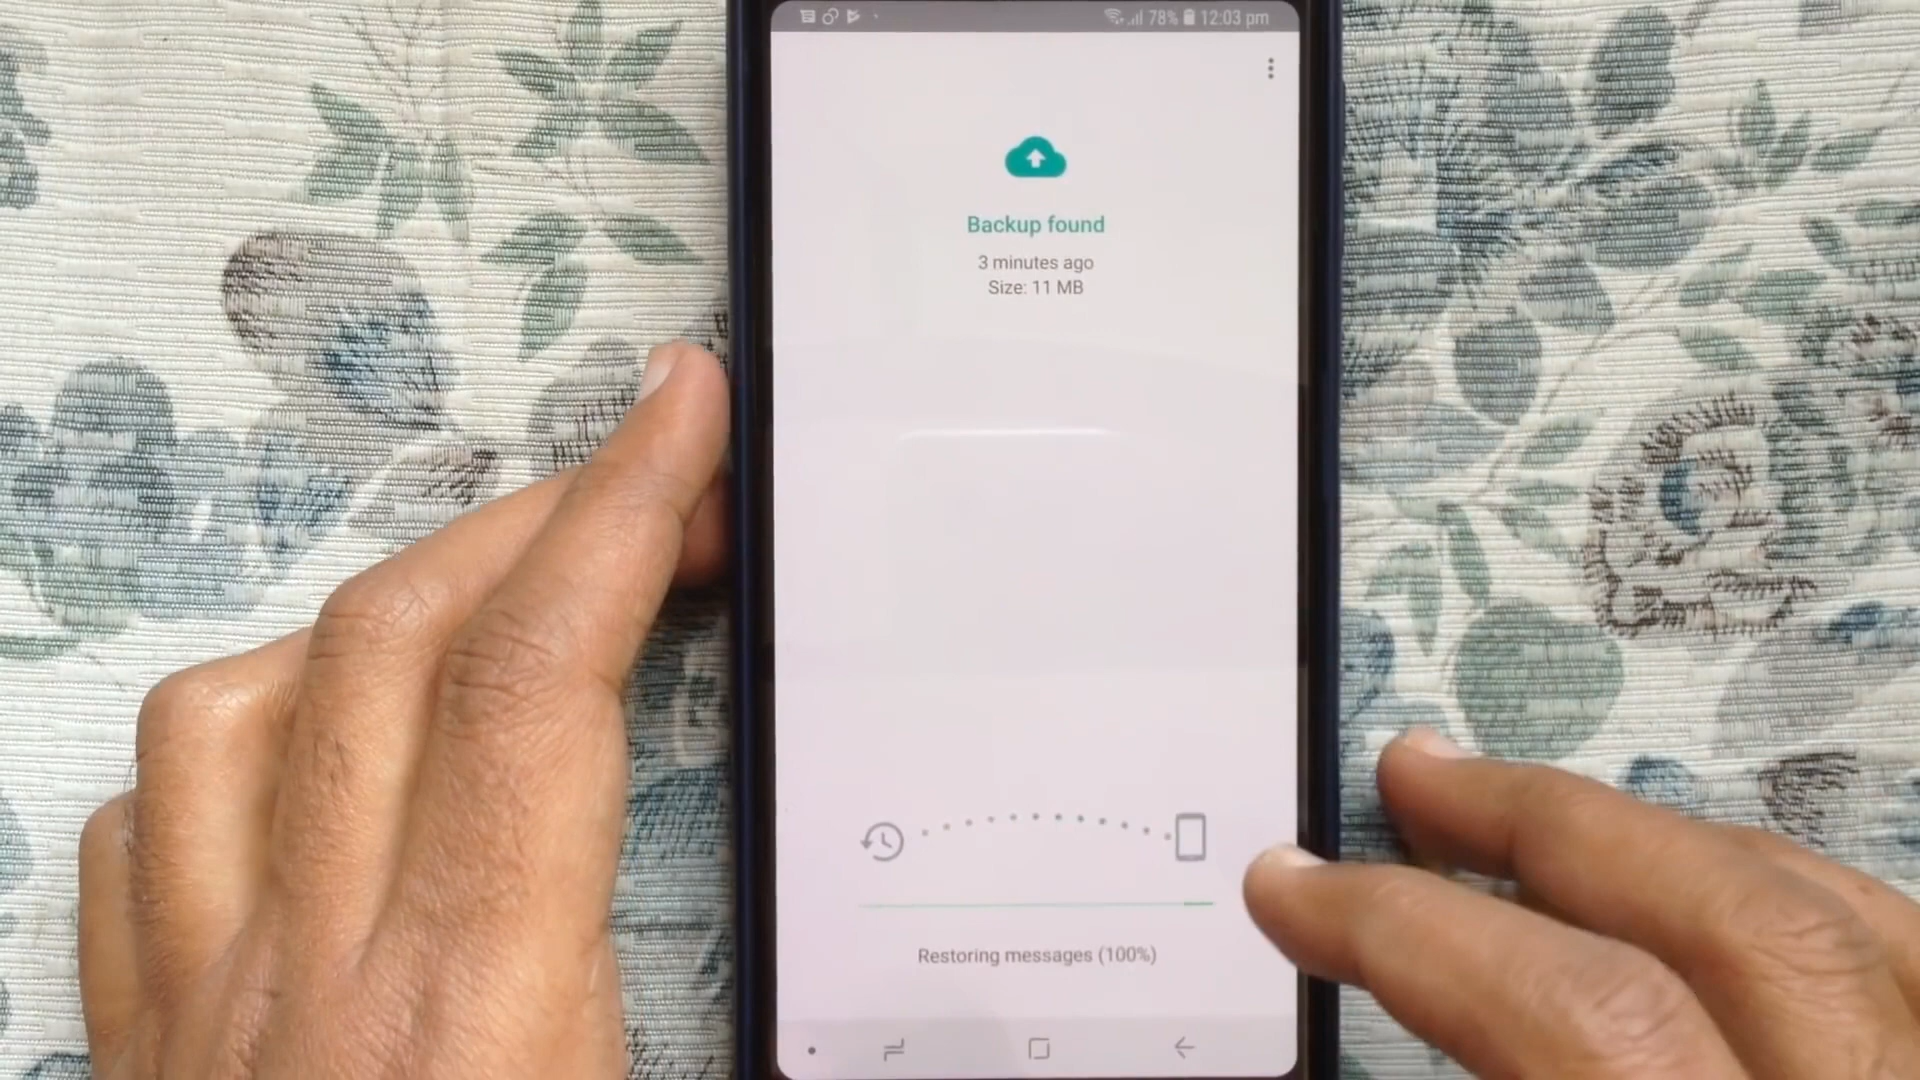 78% 12:03 pm
Backup found
3 minutes ago
Size: 11 MB
Restoring messages (100%)